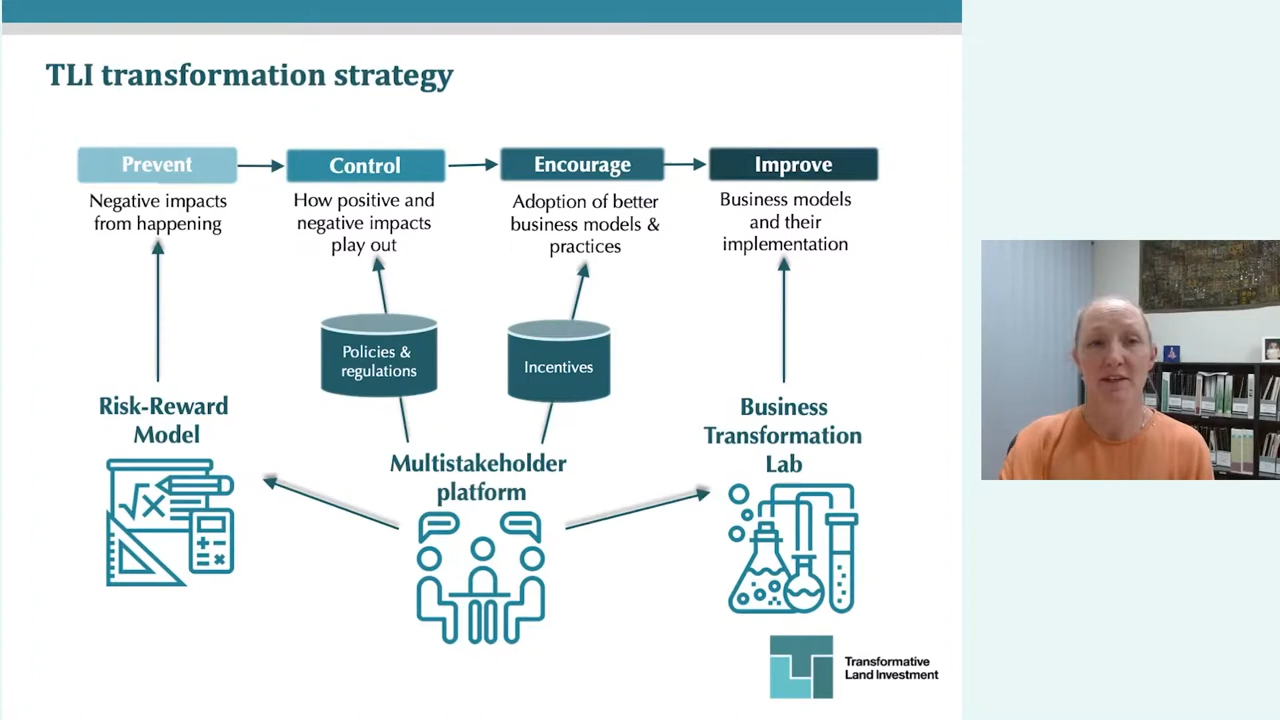 TLI transformation strategy
Prevent
Control
Encourage
Improve
Negative impacts
from happening
How positive and
negative impacts
play out
Adoption of better
business models &
practices
Business models
and their
implementation
Policies &
regulations
Incentives
Risk-Reward
Model
Multistakeholder
platform
Business
Transformation
Lab
Transformative
Land Investment